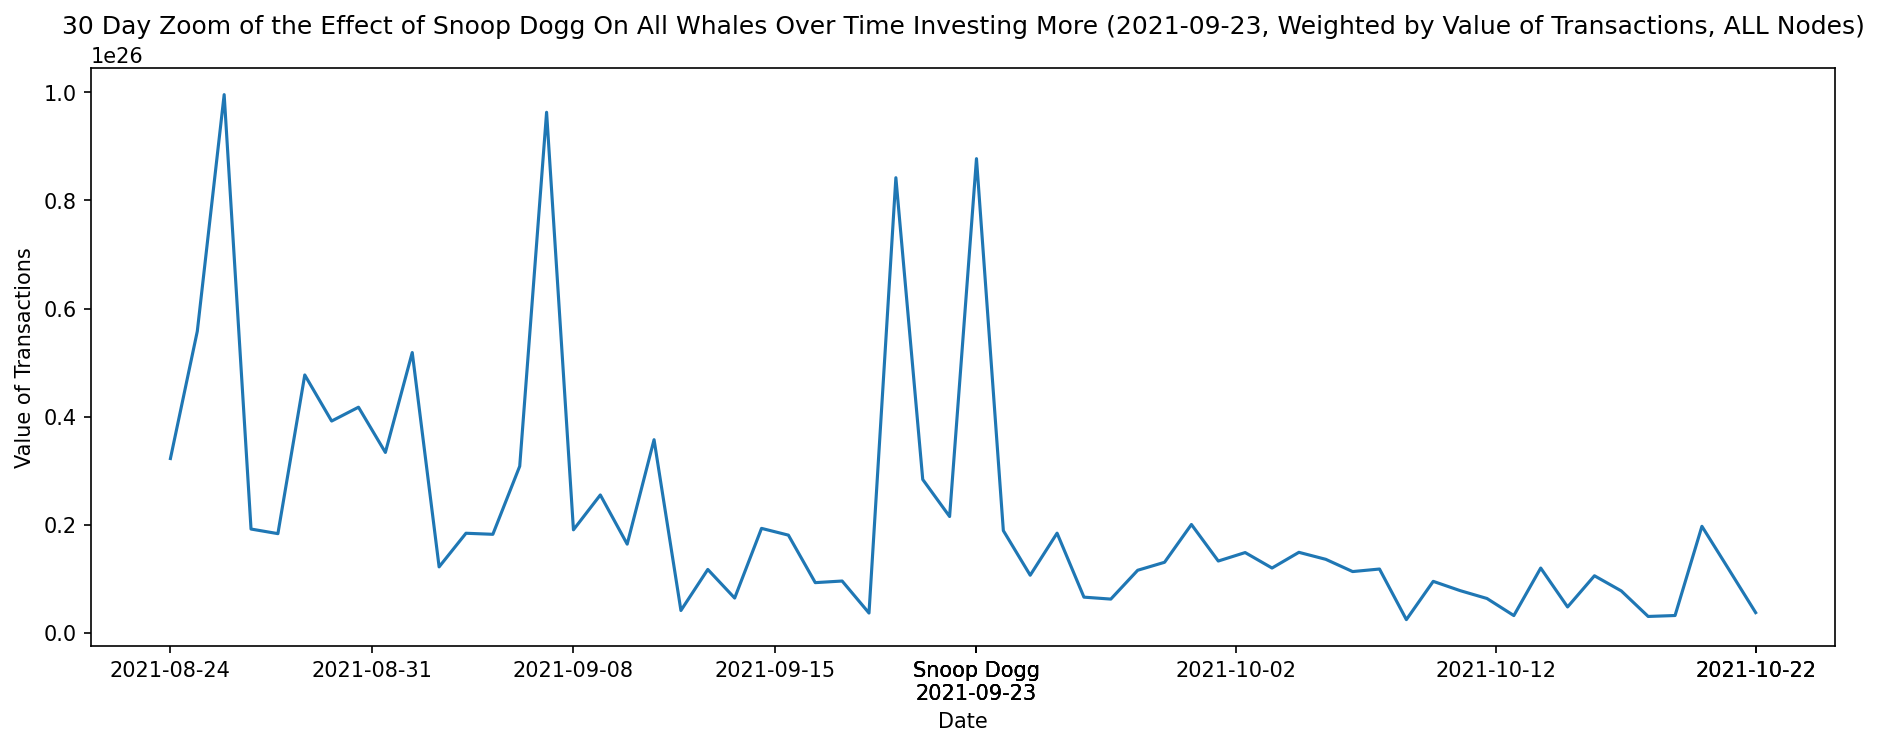 30 Day Zoom of the Effect of Snoop Dogg On All Whales Over Time Investing More (2021-09-23, Weighted by Value of Transactions, ALL Nodes)
1e26
1.0
0.8
0.6
0.4
0.2
0.0
Value of Transactions
2021-08-24 2021-08-31 2021-09-08 2021-09-15 Snoop Dogg 2021-10-02 2021-10-12 2021-10-22
2021-09-23
Date